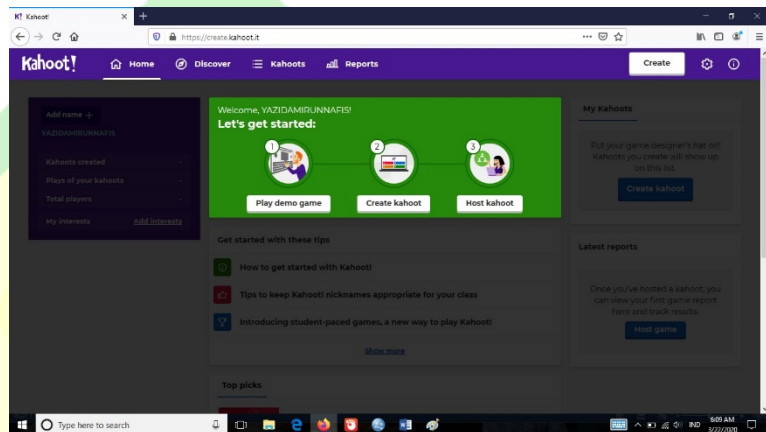 K! Kahoot!
https://create.kahoot.it
Kahoot! Home Discover Kahoots Reports Create
Add name +
YAZIDAMIRUNNAFIS
Kahoots created -
Plays of your kahoots -
Total players -
My interests Add interests
Welcome, YAZIDAMIRUNNAFIS!
Let's get started:
1 2 3
Play demo game Create kahoot Host kahoot
Get started with these tips
How to get started with Kahoot!
Tips to keep Kahoot! nicknames appropriate for your class
Introducing student-paced games, a new way to play Kahoot!
Show more
Top picks
My Kahoots
Put your game designer's hat on!
Kahoots you create will show up
on this list.
Create kahoot
Latest reports
Once you've hosted a kahoot, you
can view your first game report
here and track results.
Host game
Type here to search
IND
6:09 AM
3/22/2020